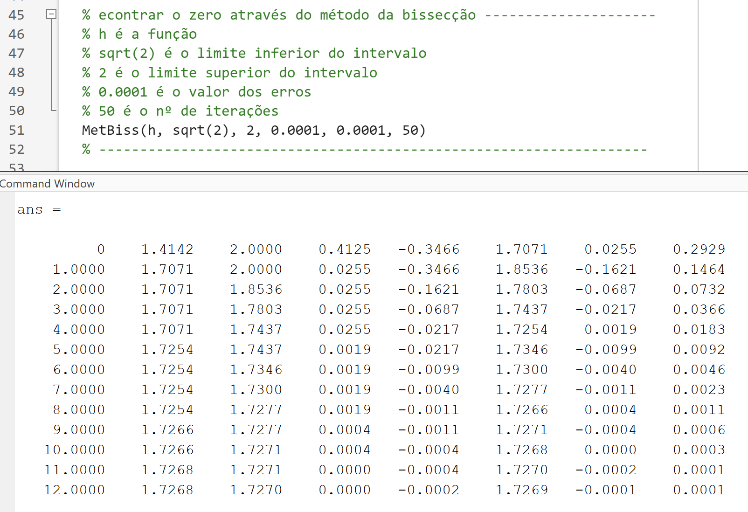 45 % econtrar o zero através do método da bissecção ---------------------
46 % h é a função
47 % sqrt(2) é o limite inferior do intervalo
48 % 2 é o limite superior do intervalo
49 % 0.0001 é o valor dos erros
50 % 50 é o nº de iterações
51 MetBiss(h, sqrt(2), 2, 0.0001, 0.0001, 50)
52 % -------------------------------------------------------------------
53
Command Window
ans =
0 1.4142 2.0000 0.4125 -0.3466 1.7071 0.0255 0.2929
1.0000 1.7071 2.0000 0.0255 -0.3466 1.8536 -0.1621 0.1464
2.0000 1.7071 1.8536 0.0255 -0.1621 1.7803 -0.0687 0.0732
3.0000 1.7071 1.7803 0.0255 -0.0687 1.7437 -0.0217 0.0366
4.0000 1.7071 1.7437 0.0255 -0.0217 1.7254 0.0019 0.0183
5.0000 1.7254 1.7437 0.0019 -0.0217 1.7346 -0.0099 0.0092
6.0000 1.7254 1.7346 0.0019 -0.0099 1.7300 -0.0040 0.0046
7.0000 1.7254 1.7300 0.0019 -0.0040 1.7277 -0.0011 0.0023
8.0000 1.7254 1.7277 0.0019 -0.0011 1.7266 0.0004 0.0011
9.0000 1.7266 1.7277 0.0004 -0.0011 1.7271 -0.0004 0.0006
10.0000 1.7266 1.7271 0.0004 -0.0004 1.7268 0.0000 0.0003
11.0000 1.7268 1.7271 0.0000 -0.0004 1.7270 -0.0002 0.0001
12.0000 1.7268 1.7270 0.0000 -0.0002 1.7269 -0.0001 0.0001